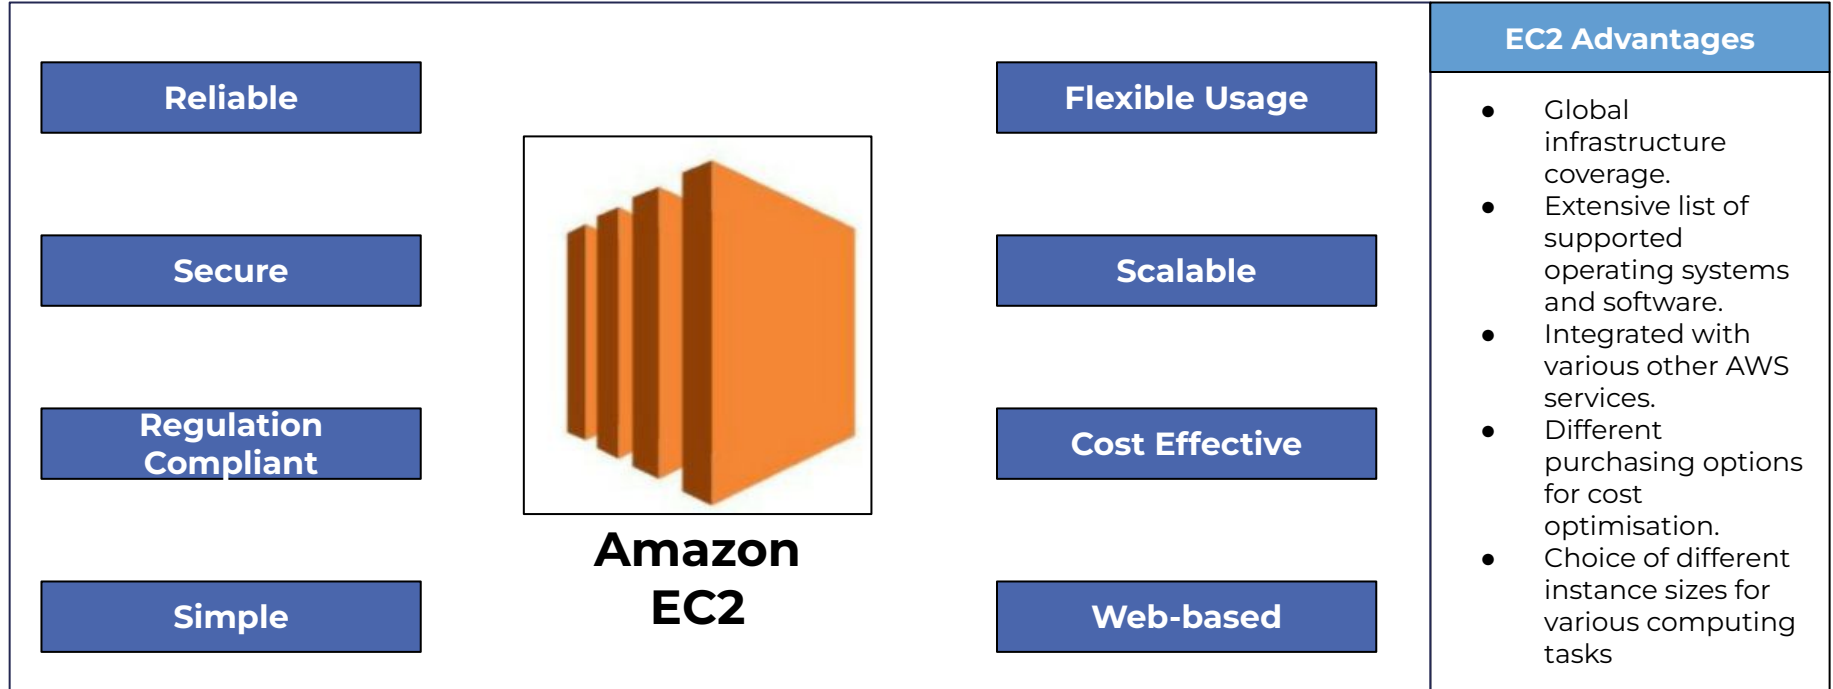 Reliable
Secure
Regulation
Compliant
Simple
Amazon
EC2
Flexible Usage
Scalable
Cost Effective
Web-based
EC2 Advantages
● Global
infrastructure
coverage.
● Extensive list of
supported
operating systems
and software.
● Integrated with
various other AWS
services.
● Different
purchasing options
for cost
optimisation.
● Choice of different
instance sizes for
various computing
tasks